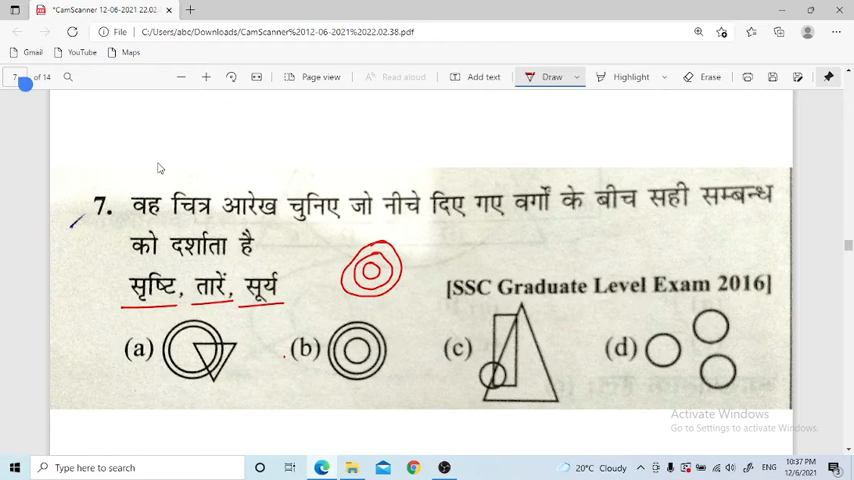 *CamScanner 12-06-2021 22.02
File
C:/Users/abc/Downloads/CamScanner%2012-06-2021%2022.02.38.pdf
Gmail
YouTube
Maps
7
of 14
Page view
Read aloud
Add text
Draw
Highlight
Erase
7. वह चित्र आरेख चुनिए जो नीचे दिए गए वर्गों के बीच सही सम्बन्ध
को दर्शाता है
सृष्टि, तारें, सूर्य
[SSC Graduate Level Exam 2016]
(a) (b) (c) (d)
Activate Windows
Go to Settings to activate Windows.
Type here to search
20°C Cloudy
ENG
10:37 PM
12/6/2021
3